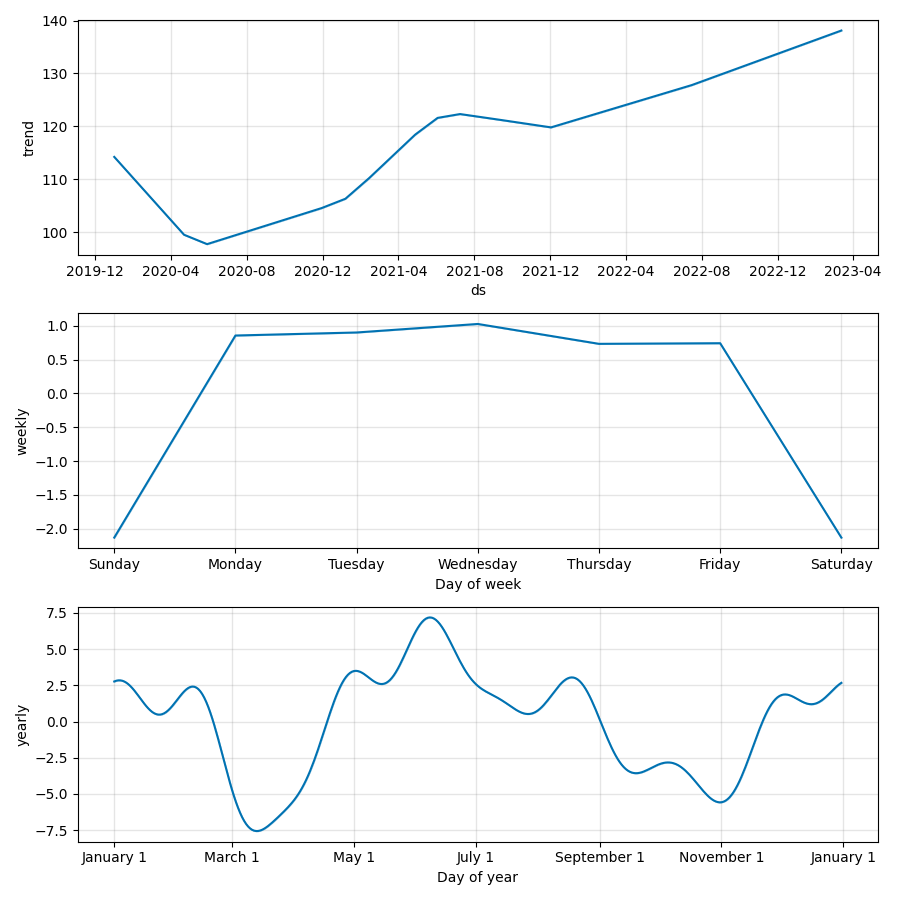 140
130
120
110
100
trend
2019-12 2020-04 2020-08 2020-12 2021-04 2021-08 2021-12 2022-04 2022-08 2022-12 2023-04
ds
1.0
0.5
0.0
−0.5
−1.0
−1.5
−2.0
weekly
Sunday Monday Tuesday Wednesday Thursday Friday Saturday
Day of week
7.5
5.0
2.5
0.0
−2.5
−5.0
−7.5
yearly
January 1 March 1 May 1 July 1 September 1 November 1 January 1
Day of year